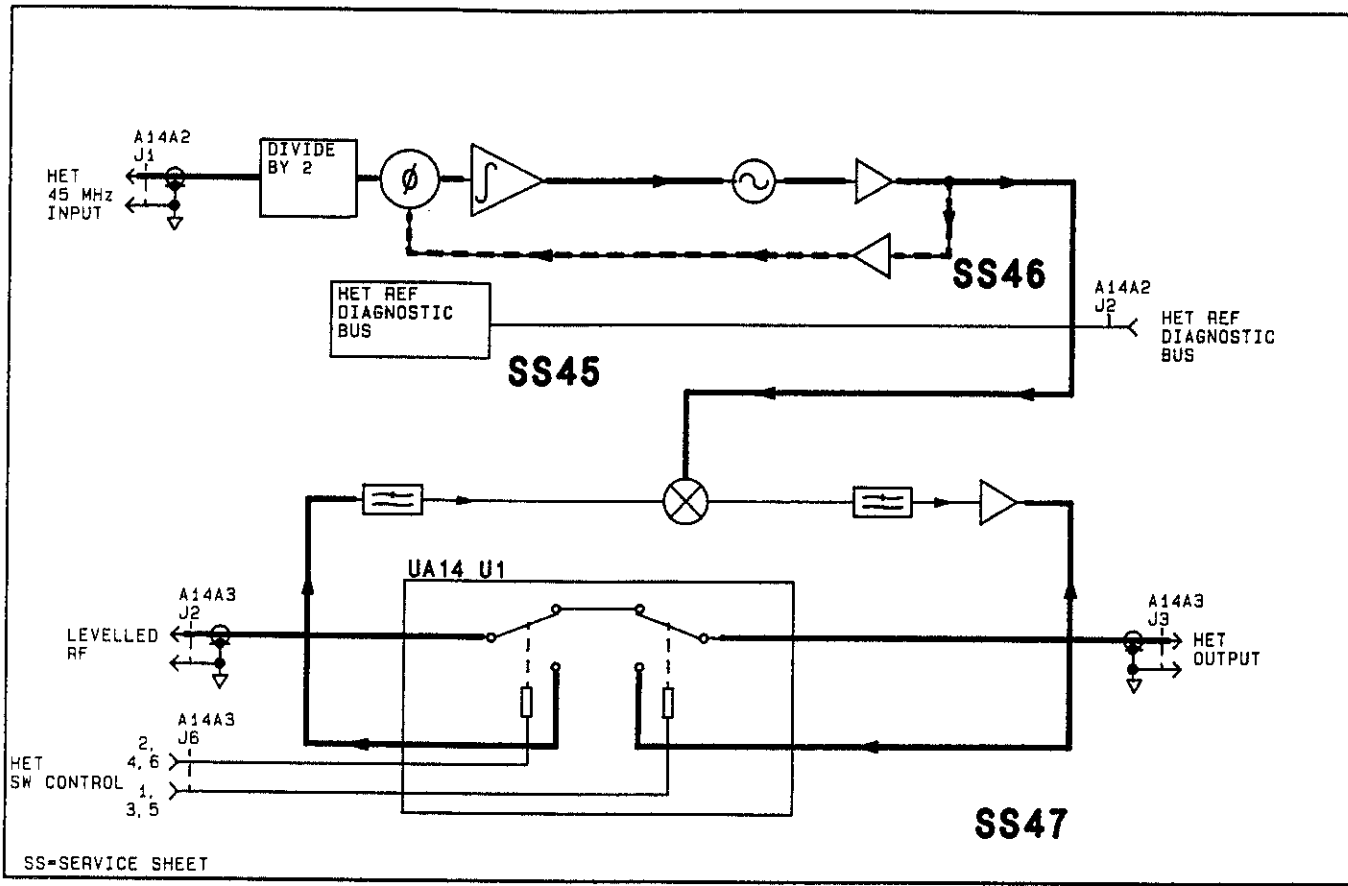 A14A2
J1
HET
45 MHz
INPUT
DIVIDE
BY 2
ϕ
∫
SS46
HET REF
DIAGNOSTIC
BUS
SS45
A14A2
J2
HET REF
DIAGNOSTIC
BUS
UA14 U1
A14A3
J2
LEVELLED
RF
A14A3
J3
HET
OUTPUT
A14A3
J6
HET
SW CONTROL
2,
4,6
1,
3,5
SS47
SS=SERVICE SHEET